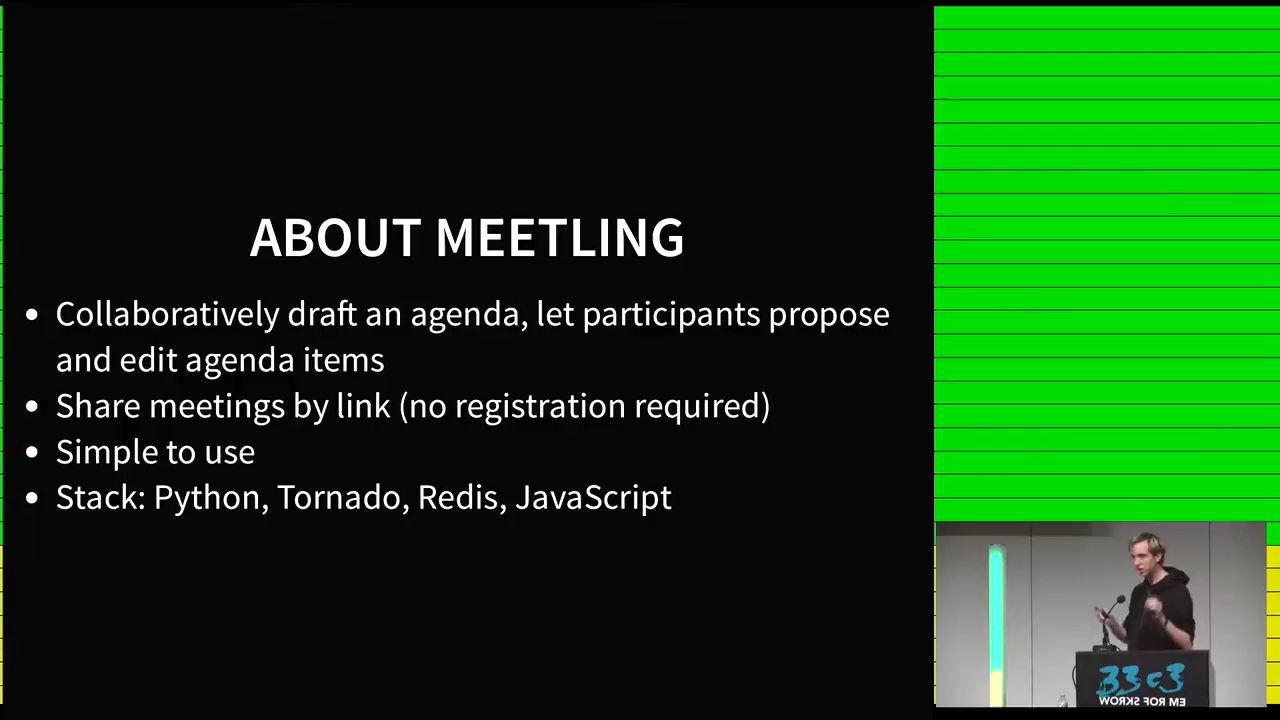 ABOUT MEETLING
• Collaboratively draft an agenda, let participants propose
and edit agenda items
• Share meetings by link (no registration required)
• Simple to use
• Stack: Python, Tornado, Redis, JavaScript
33c3
WORKS FOR ME